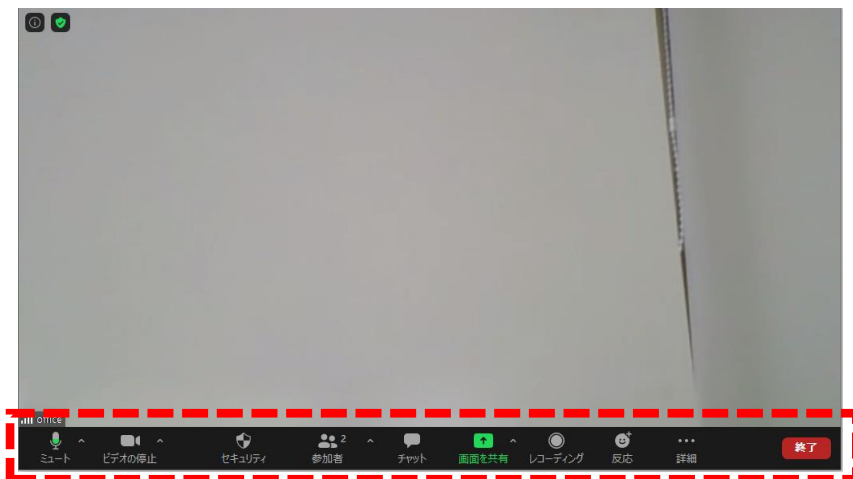 office
ミュート ビデオの停止 セキュリティ 参加者 2 チャット 画面を共有 レコーディング 反応 詳細 終了